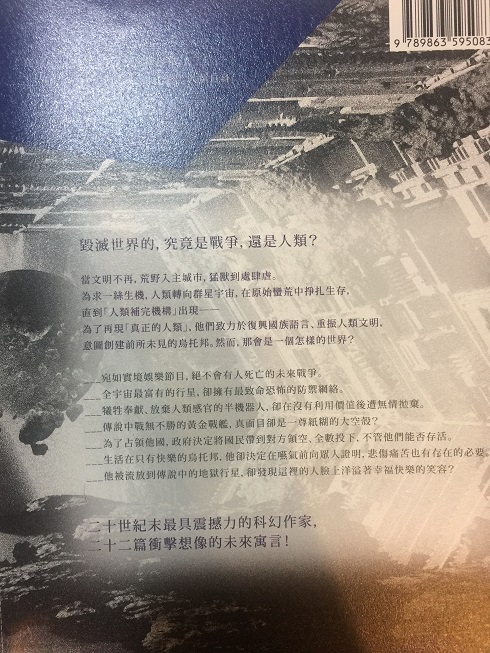 9 789863 595083
毀滅世界的，究竟是戰爭，還是人類？
當文明不再，荒野入主城市，猛獸到處肆虐。
為求一絲生機，人類轉向群星宇宙，在原始蠻荒中掙扎生存，
直到「人類補完機構」出現——
為了再現「真正的人類」，他們致力於復興國族語言、重振人類文明，
意圖創建前所未見的烏托邦。然而，那會是一個怎樣的世界？
___宛如實境娛樂節目，絕不會有人死亡的未來戰爭。
___全宇宙最富有的行星，卻擁有最致命恐怖的防禦網絡。
___犧牲奉獻、放棄人類感官的半機器人，卻在沒有利用價值後遭無情拋棄。
___傳說中戰無不勝的黃金戰艦，真面目卻是一尊紙糊的大空殼？
___為了占領他國，政府決定將國民帶到對方領空，全數投下，不管他們能否存活。
___生活在只有快樂的烏托邦，他卻決定在嚥氣前向眾人證明，悲傷痛苦也有存在的必要。
___他被流放到傳說中的地獄行星，卻發現這裡的人臉上洋溢著幸福快樂的笑容？
二十世紀末最具震撼力的科幻作家，
二十二篇衝擊想像的未來寓言！